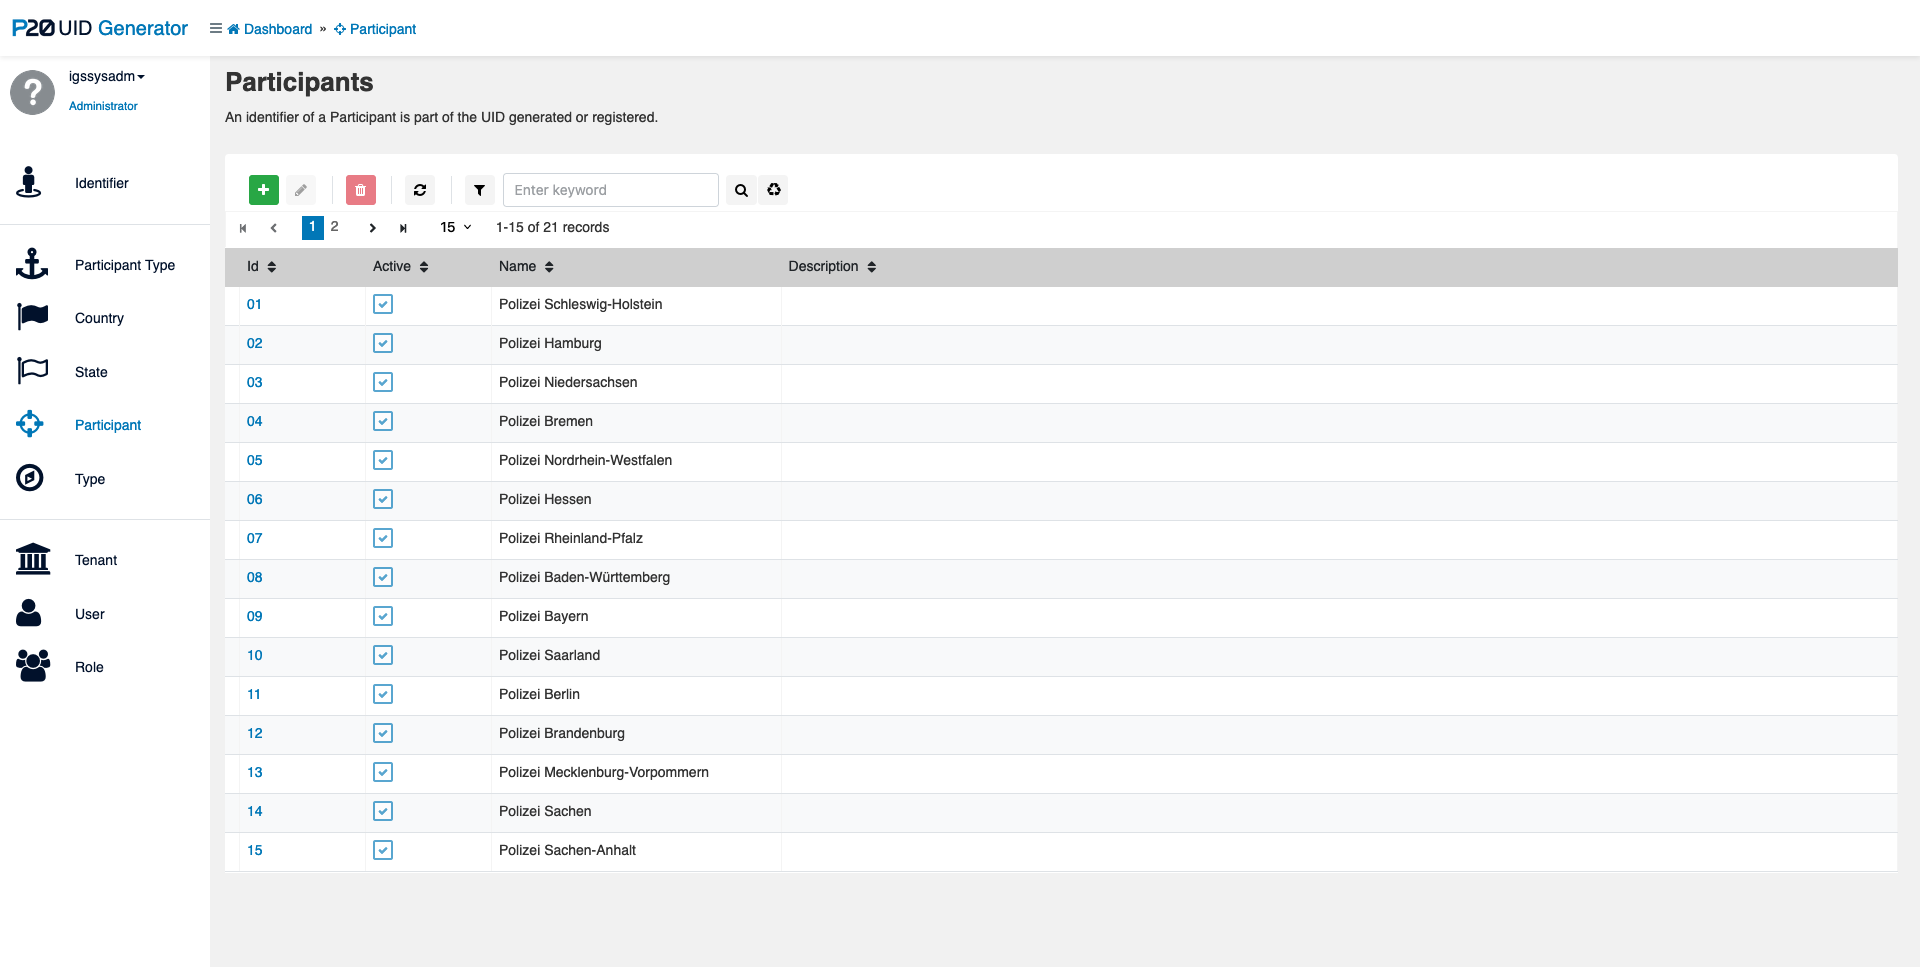 P20 UID Generator
Dashboard » Participant
igssysadm
Administrator
Identifier
Participant Type
Country
State
Participant
Type
Tenant
User
Role
Participants
An identifier of a Participant is part of the UID generated or registered.
Enter keyword
1 2 15 1-15 of 21 records
Id Active Name Description
01 Polizei Schleswig-Holstein
02 Polizei Hamburg
03 Polizei Niedersachsen
04 Polizei Bremen
05 Polizei Nordrhein-Westfalen
06 Polizei Hessen
07 Polizei Rheinland-Pfalz
08 Polizei Baden-Württemberg
09 Polizei Bayern
10 Polizei Saarland
11 Polizei Berlin
12 Polizei Brandenburg
13 Polizei Mecklenburg-Vorpommern
14 Polizei Sachen
15 Polizei Sachen-Anhalt